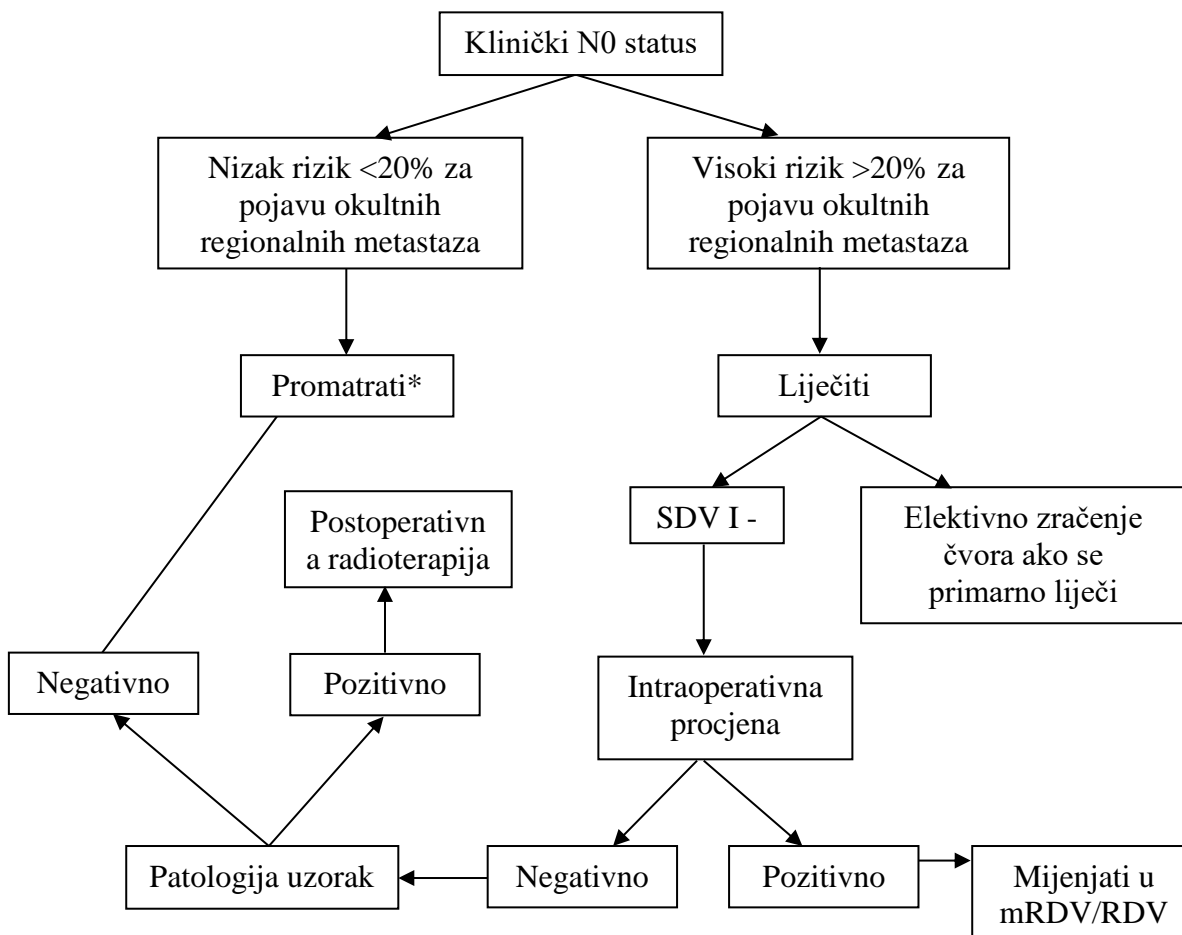 Klinički N0 status
Nizak rizik <20% za
pojavu okultnih
regionalnih metastaza
Visoki rizik >20% za
pojavu okultnih
regionalnih metastaza
Promatrati*
Liječiti
Postoperativn
a radioterapija
SDV I -
Elektivno zračenje
čvora ako se
primarno liječi
Negativno
Pozitivno
Intraoperativna
procjena
Patologija uzorak
Negativno
Pozitivno
Mijenjati u
mRDV/RDV